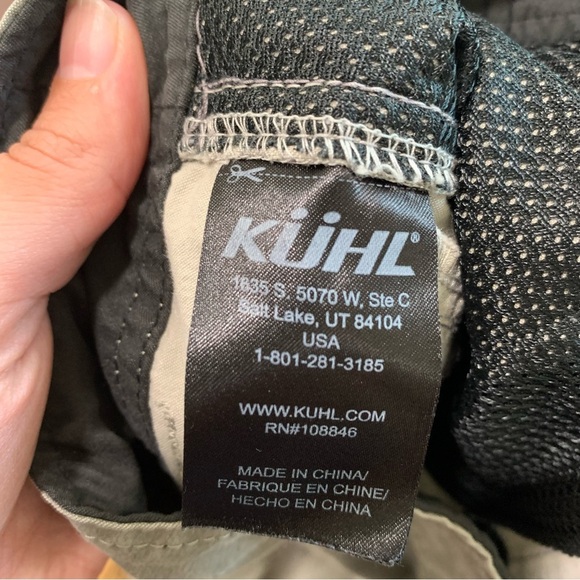 KÜHL®
1635 S. 5070 W, Ste C
Salt Lake, UT 84104
USA
1-801-281-3185
WWW.KUHL.COM
RN#108846
MADE IN CHINA/
FABRIQUE EN CHINE/
HECHO EN CHINA